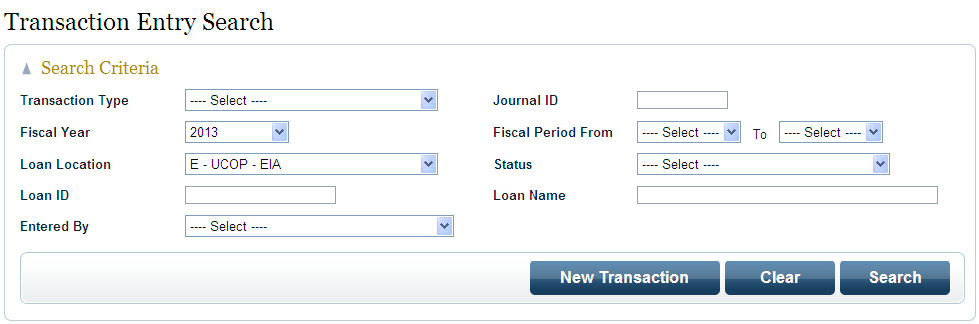 Transaction Entry Search
Search Criteria
Transaction Type ---- Select ---- Journal ID
Fiscal Year 2013 Fiscal Period From ---- Select ---- To ---- Select ----
Loan Location E - UCOP - EIA Status ---- Select ----
Loan ID Loan Name
Entered By ---- Select ----
New Transaction Clear Search